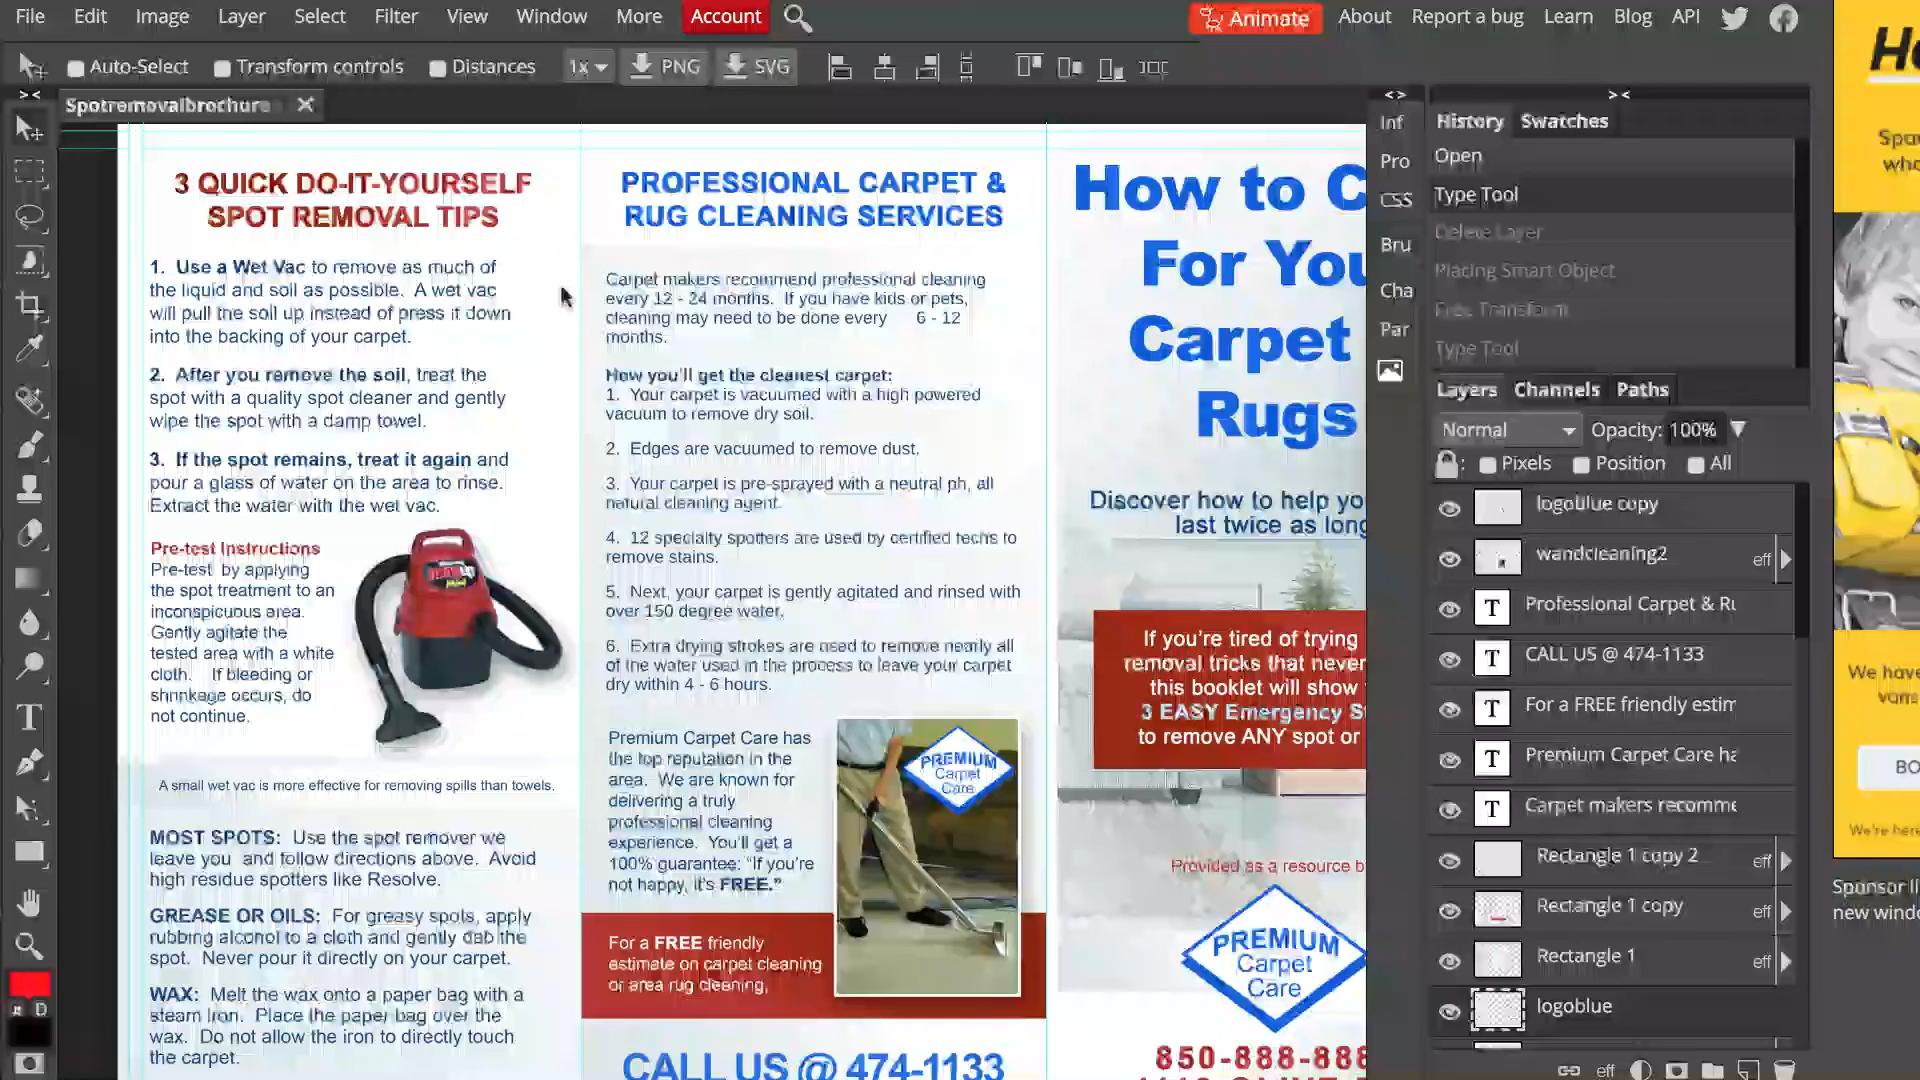 File Edit Image Layer Select Filter View Window More Account
Animate About Report a bug Learn Blog API
Auto-Select Transform controls Distances 1x PNG SVG
Spotremovalbrochure
3 QUICK DO-IT-YOURSELF
SPOT REMOVAL TIPS
1. Use a Wet Vac to remove as much of
the liquid and soil as possible. A wet vac
will pull the soil up instead of press it down
into the backing of your carpet.
2. After you remove the soil, treat the
spot with a quality spot cleaner and gently
wipe the spot with a damp towel.
3. If the spot remains, treat it again and
pour a glass of water on the area to rinse.
Extract the water with the wet vac.
Pre-test Instructions
Pre-test by applying
the spot treatment to an
inconspicuous area.
Gently agitate the
tested area with a white
cloth. If bleeding or
shrinkage occurs, do
not continue.
A small wet vac is more effective for removing spills than towels.
MOST SPOTS: Use the spot remover we
leave you and follow directions above. Avoid
high residue spotters like Resolve.
GREASE OR OILS: For greasy spots, apply
rubbing alcohol to a cloth and gently dab the
spot. Never pour it directly on your carpet.
WAX: Melt the wax onto a paper bag with a
steam iron. Place the paper bag over the
wax. Do not allow the iron to directly touch
the carpet.
PROFESSIONAL CARPET &
RUG CLEANING SERVICES
Carpet makers recommend professional cleaning
every 12 - 24 months. If you have kids or pets,
cleaning may need to be done every 6 - 12
months.
How you'll get the cleanest carpet:
1. Your carpet is vacuumed with a high powered
vacuum to remove dry soil.
2. Edges are vacuumed to remove dust.
3. Your carpet is pre-sprayed with a neutral ph, all
natural cleaning agent.
4. 12 specialty spotters are used by certified techs to
remove stains.
5. Next, your carpet is gently agitated and rinsed with
over 150 degree water.
6. Extra drying strokes are used to remove nearly all
of the water used in the process to leave your carpet
dry within 4 - 6 hours.
Premium Carpet Care has
the top reputation in the
area. We are known for
delivering a truly
professional cleaning
experience. You'll get a
100% guarantee: "If you're
not happy, it's FREE."
PREMIUM
Carpet
Care
For a FREE friendly
estimate on carpet cleaning
or area rug cleaning,
CALL US @ 474-1133
How to C
For You
Carpet
Rugs
Discover how to help yo
last twice as long
If you're tired of trying
removal tricks that never
this booklet will show
3 EASY Emergency S
to remove ANY spot or
Provided as a resource b
PREMIUM
Carpet
Care
850-888-888
Inf
Pro
CSS
Bru
Cha
Par
History Swatches
Open
Type Tool
Delete Layer
Placing Smart Object
Free Transform
Type Tool
Layers Channels Paths
Normal Opacity: 100%
Pixels Position All
logoblue copy
wandcleaning2 eff
T Professional Carpet & Ru
T CALL US @ 474-1133
T For a FREE friendly estim
T Premium Carpet Care ha
T Carpet makers recomme
Rectangle 1 copy 2 eff
Rectangle 1 copy eff
Rectangle 1 eff
logoblue
eff
D
Spa
who
We have
vans
BO
We're here
Sponsor
new windo